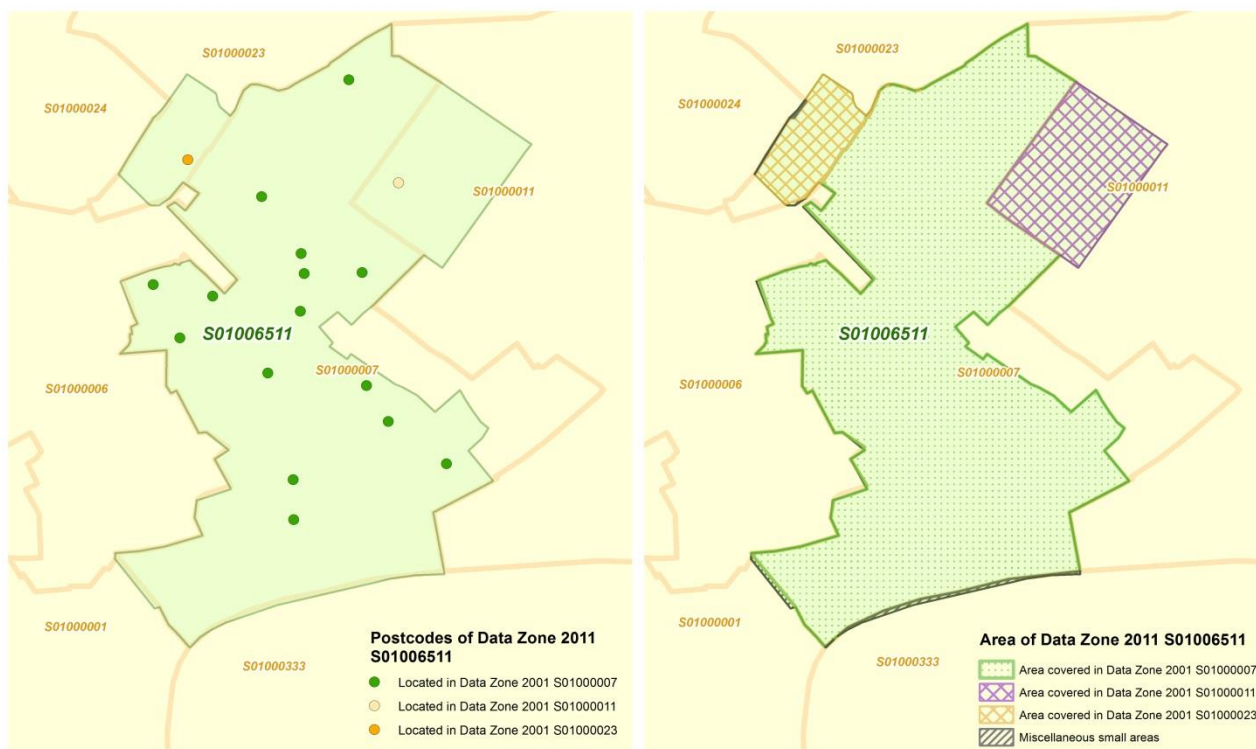 S01000023
S01000024
S01000011
S01006511
S01000007
S01000006
S01000001
S01000333
Postcodes of Data Zone 2011
S01006511
Located in Data Zone 2001 S01000007
Located in Data Zone 2001 S01000011
Located in Data Zone 2001 S01000023
S01000023
S01000024
S01000011
S01006511
S01000007
S01000006
S01000001
S01000333
Area of Data Zone 2011 S01006511
Area covered in Data Zone 2001 S01000007
Area covered in Data Zone 2001 S01000011
Area covered in Data Zone 2001 S01000023
Miscellaneous small areas